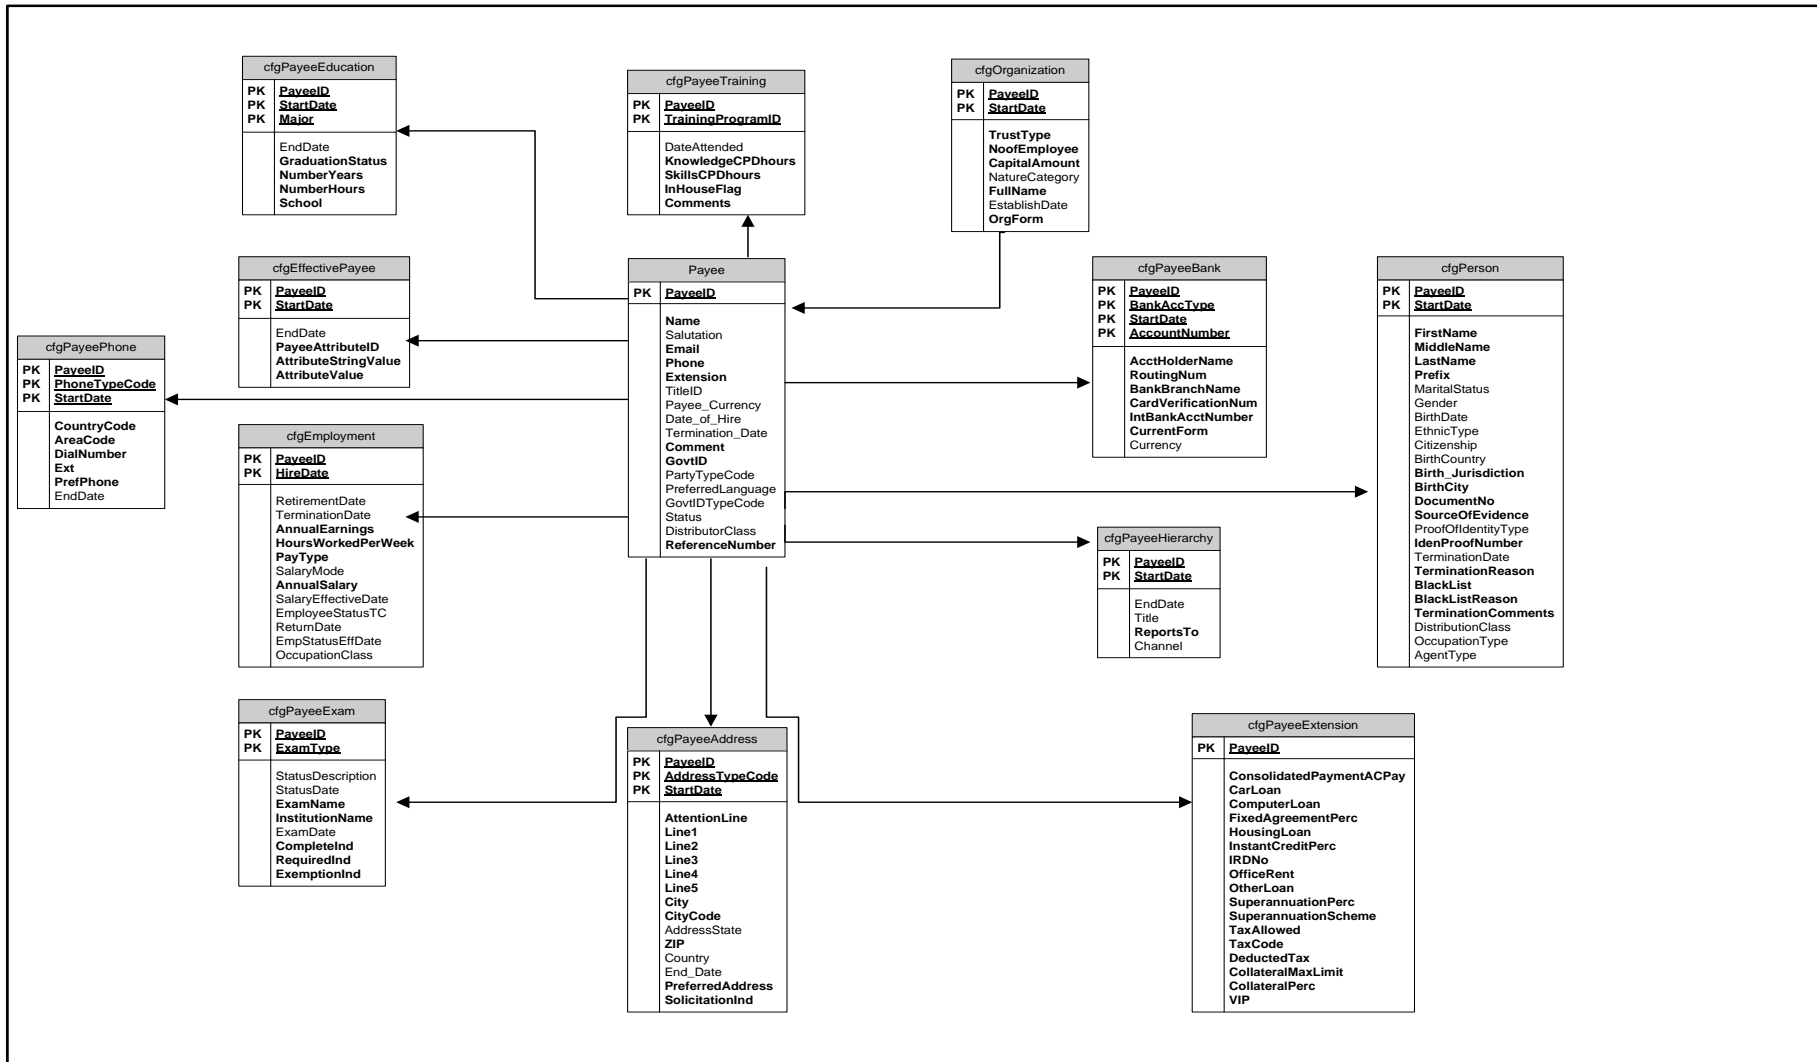 cfgPayeeEducation
PK PayeeID
PK StartDate
PK Major
EndDate
GraduationStatus
NumberYears
NumberHours
School
cfgPayeeTraining
PK PayeeID
PK TrainingProgramID
DateAttended
KnowledgeCPDhours
SkillsCPDhours
InHouseFlag
Comments
cfgOrganization
PK PayeeID
PK StartDate
TrustType
NoofEmployee
CapitalAmount
NatureCategory
FullName
EstablishDate
OrgForm
cfgEffectivePayee
PK PayeeID
PK StartDate
EndDate
PayeeAttributeID
AttributeStringValue
AttributeValue
Payee
PK PayeeID
Name
Salutation
Email
Phone
Extension
TitleID
Payee_Currency
Date_of_Hire
Termination_Date
Comment
GovtID
PartyTypeCode
PreferredLanguage
GovtIDTypeCode
Status
DistributorClass
ReferenceNumber
cfgPayeeBank
PK PayeeID
PK BankAccType
PK StartDate
PK AccountNumber
AcctHolderName
RoutingNum
BankBranchName
CardVerificationNum
IntBankAcctNumber
CurrentForm
Currency
cfgPerson
PK PayeeID
PK StartDate
FirstName
MiddleName
LastName
Prefix
MaritalStatus
Gender
BirthDate
EthnicType
Citizenship
BirthCountry
Birth_Jurisdiction
BirthCity
DocumentNo
SourceOfEvidence
ProofOfIdentityType
IdenProofNumber
TerminationDate
TerminationReason
BlackList
BlackListReason
TerminationComments
DistributionClass
OccupationType
AgentType
cfgPayeePhone
PK PayeeID
PK PhoneTypeCode
PK StartDate
CountryCode
AreaCode
DialNumber
Ext
PrefPhone
EndDate
cfgEmployment
PK PayeeID
PK HireDate
RetirementDate
TerminationDate
AnnualEarnings
HoursWorkedPerWeek
PayType
SalaryMode
AnnualSalary
SalaryEffectiveDate
EmployeeStatusTC
ReturnDate
EmpStatusEffDate
OccupationClass
cfgPayeeHierarchy
PK PayeeID
PK StartDate
EndDate
Title
ReportsTo
Channel
cfgPayeeExam
PK PayeeID
PK ExamType
StatusDescription
StatusDate
ExamName
InstitutionName
ExamDate
CompleteInd
RequiredInd
ExemptionInd
cfgPayeeAddress
PK PayeeID
PK AddressTypeCode
PK StartDate
AttentionLine
Line1
Line2
Line3
Line4
Line5
City
CityCode
AddressState
ZIP
Country
End_Date
PreferredAddress
SolicitationInd
cfgPayeeExtension
PK PayeeID
ConsolidatedPaymentACPay
CarLoan
ComputerLoan
FixedAgreementPerc
HousingLoan
InstantCreditPerc
IRDNo
OfficeRent
OtherLoan
SuperannuationPerc
SuperannuationScheme
TaxAllowed
TaxCode
DeductedTax
CollateralMaxLimit
CollateralPerc
VIP